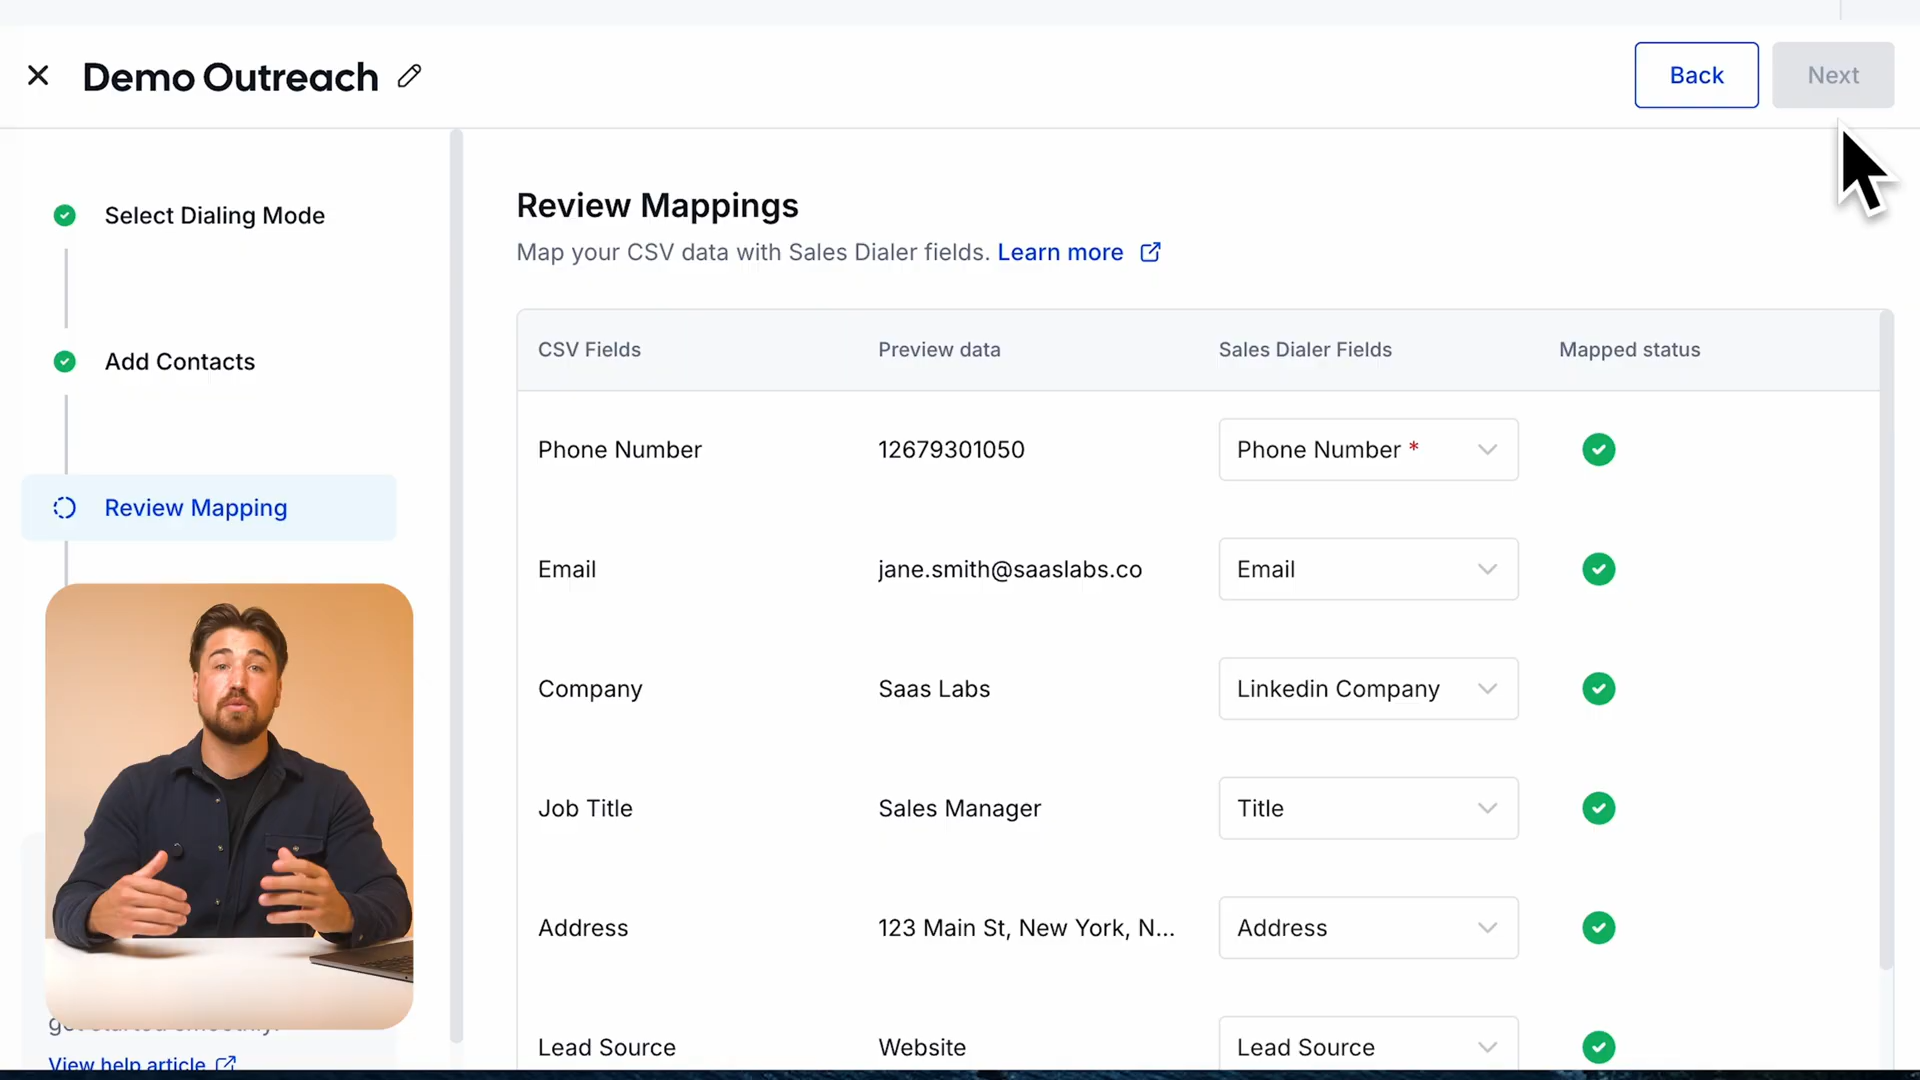 Demo Outreach
Back
Next
Select Dialing Mode
Add Contacts
Review Mapping
View help article
Review Mappings
Map your CSV data with Sales Dialer fields. Learn more
CSV Fields Preview data Sales Dialer Fields Mapped status
Phone Number 12679301050 Phone Number *
Email jane.smith@saaslabs.co Email
Company Saas Labs Linkedin Company
Job Title Sales Manager Title
Address 123 Main St, New York, N... Address
Lead Source Website Lead Source